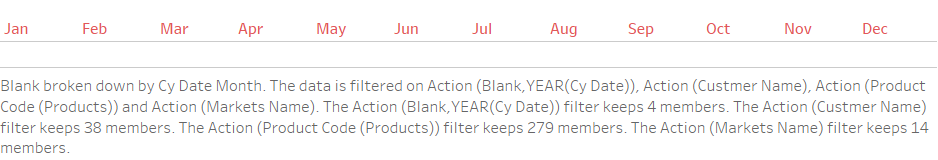 Jan Feb Mar Apr May Jun Jul Aug Sep Oct Nov Dec
Blank broken down by Cy Date Month. The data is filtered on Action (Blank,YEAR(Cy Date)), Action (Custmer Name), Action (Product
Code (Products)) and Action (Markets Name). The Action (Blank,YEAR(Cy Date)) filter keeps 4 members. The Action (Custmer Name)
filter keeps 38 members. The Action (Product Code (Products)) filter keeps 279 members. The Action (Markets Name) filter keeps 14
members.